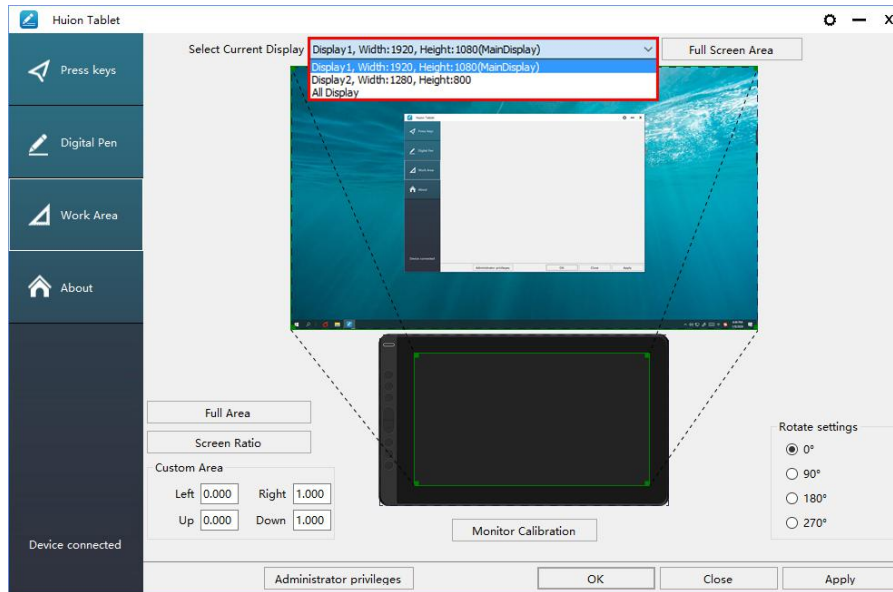 Huion Tablet
X
Press keys
Digital Pen
Work Area
About
Device connected
Select Current Display
Display1, Width:1920, Height:1080(MainDisplay)
Full Screen Area
Display1, Width:1920, Height:1080(MainDisplay)
Display2, Width:1280, Height:800
All Display
Full Area
Screen Ratio
Custom Area
Left 0.000 Right 1.000
Up 0.000 Down 1.000
Monitor Calibration
Rotate settings
0°
90°
180°
270°
Administrator privileges
OK
Close
Apply